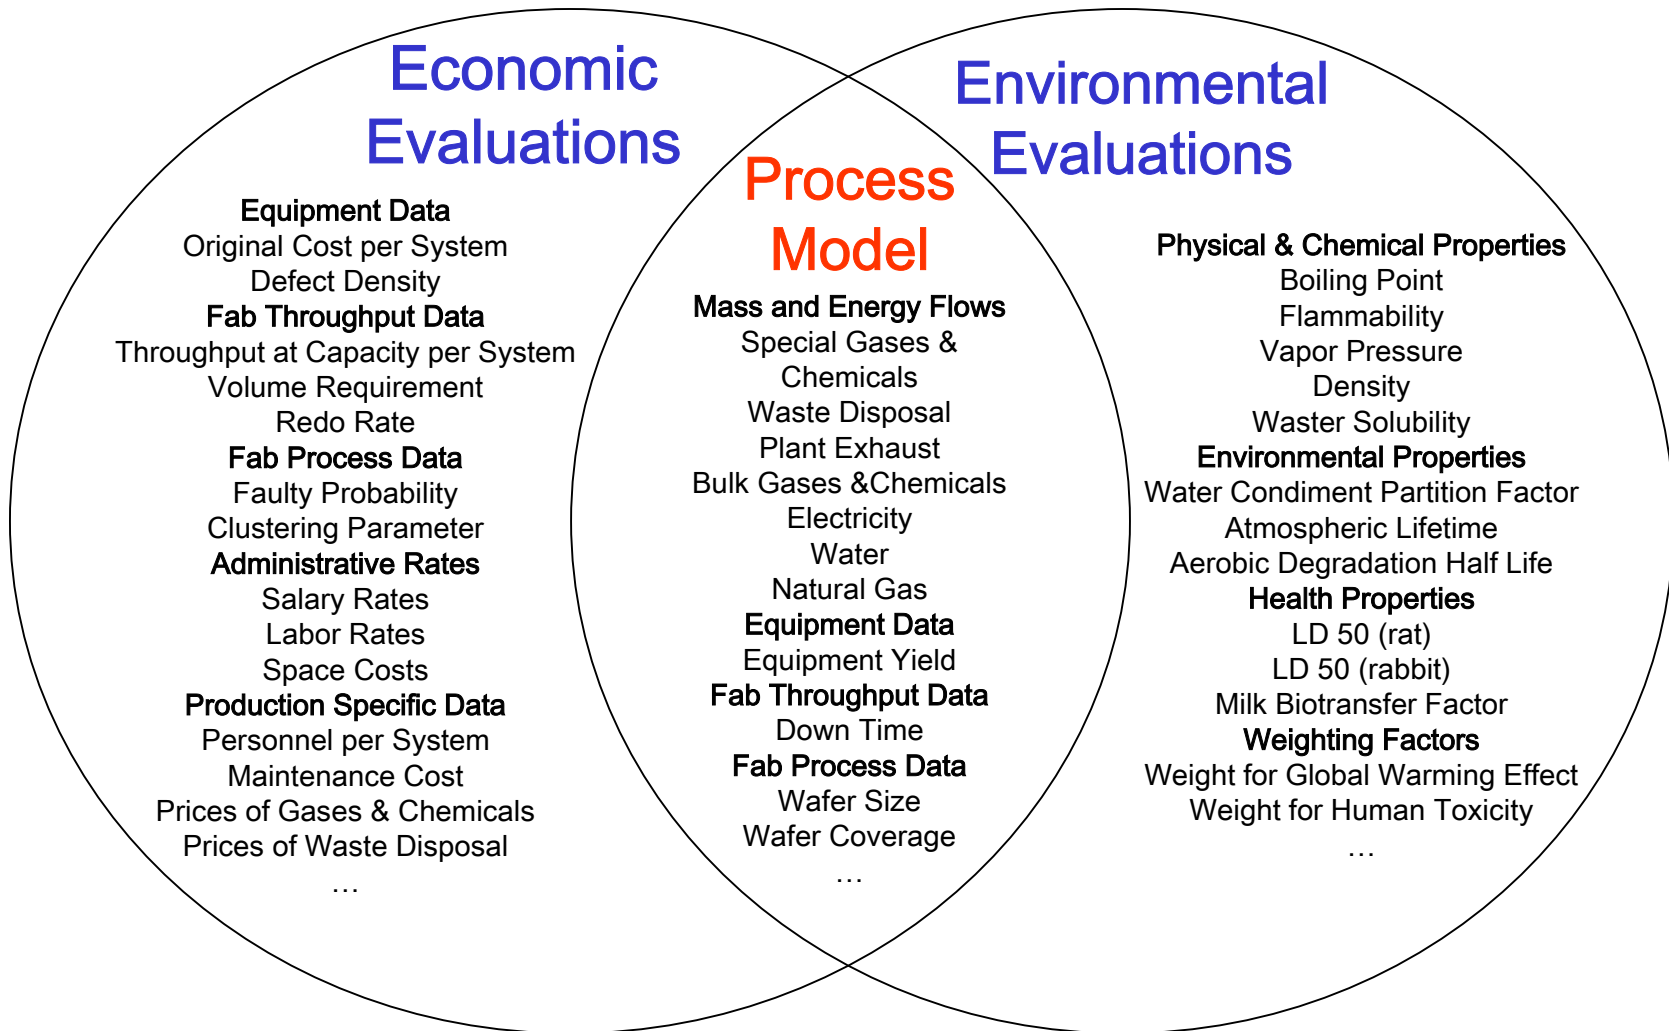 Economic
Evaluations
Equipment Data
Original Cost per System
Defect Density
Fab Throughput Data
Throughput at Capacity per System
Volume Requirement
Redo Rate
Fab Process Data
Faulty Probability
Clustering Parameter
Administrative Rates
Salary Rates
Labor Rates
Space Costs
Production Specific Data
Personnel per System
Maintenance Cost
Prices of Gases & Chemicals
Prices of Waste Disposal
…
Process
Model
Mass and Energy Flows
Special Gases &
Chemicals
Waste Disposal
Plant Exhaust
Bulk Gases &Chemicals
Electricity
Water
Natural Gas
Equipment Data
Equipment Yield
Fab Throughput Data
Down Time
Fab Process Data
Wafer Size
Wafer Coverage
…
Environmental
Evaluations
Physical & Chemical Properties
Boiling Point
Flammability
Vapor Pressure
Density
Waster Solubility
Environmental Properties
Water Condiment Partition Factor
Atmospheric Lifetime
Aerobic Degradation Half Life
Health Properties
LD 50 (rat)
LD 50 (rabbit)
Milk Biotransfer Factor
Weighting Factors
Weight for Global Warming Effect
Weight for Human Toxicity
…